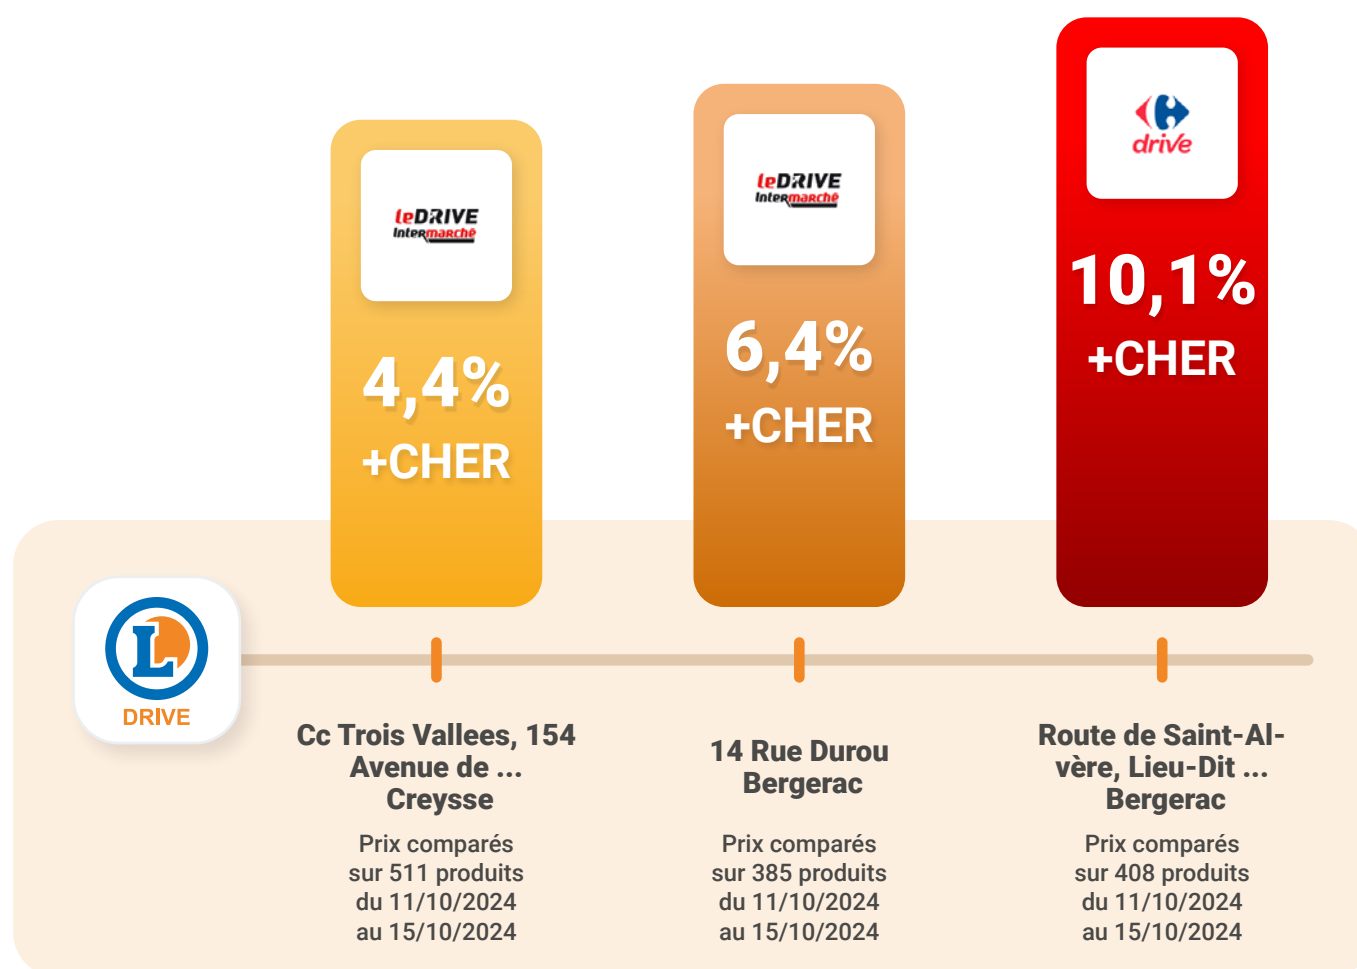 leDRIVE
Intermarché
4,4%
+CHER
leDRIVE
Intermarché
6,4%
+CHER
drive
10,1%
+CHER
L
DRIVE
Cc Trois Vallees, 154
Avenue de ...
Creysse
Prix comparés
sur 511 produits
du 11/10/2024
au 15/10/2024
14 Rue Durou
Bergerac
Prix comparés
sur 385 produits
du 11/10/2024
au 15/10/2024
Route de Saint-Al-
vère, Lieu-Dit ...
Bergerac
Prix comparés
sur 408 produits
du 11/10/2024
au 15/10/2024